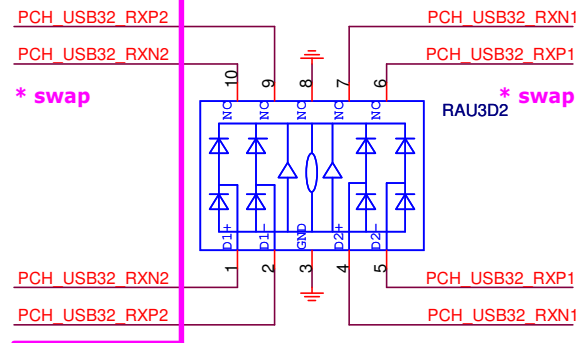 PCH_USB32_RXP2 PCH_USB32_RXN1
PCH_USB32_RXN2 PCH_USB32_RXP1
10 9 8 7 6
* swap * swap
NC NC NC NC NC
RAU3D2
D1+ D1- GND D2+ D2-
1 2 3 4 5
PCH_USB32_RXN2 PCH_USB32_RXP1
PCH_USB32_RXP2 PCH_USB32_RXN1